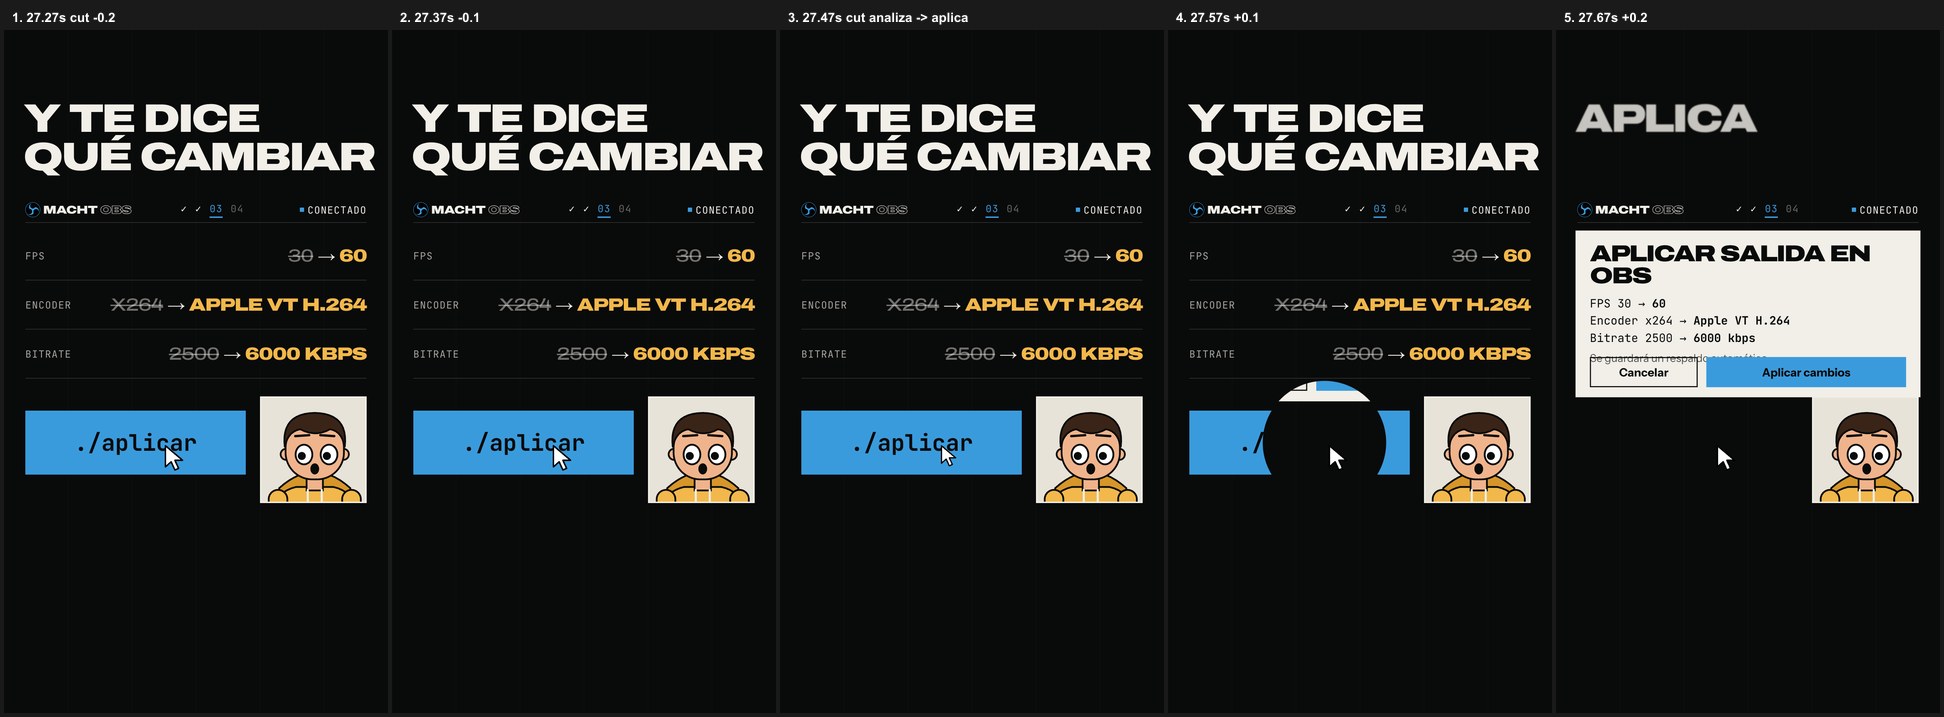 1. 27.27s cut -0.2
Y TE DICE
QUÉ CAMBIAR
MACHT OBS ✓ ✓ 03 04 CONECTADO
FPS 30 → 60
ENCODER X264 → APPLE VT H.264
BITRATE 2500 → 6000 KBPS
./aplicar
2. 27.37s -0.1
Y TE DICE
QUÉ CAMBIAR
MACHT OBS ✓ ✓ 03 04 CONECTADO
FPS 30 → 60
ENCODER X264 → APPLE VT H.264
BITRATE 2500 → 6000 KBPS
./aplicar
3. 27.47s cut analiza -> aplica
Y TE DICE
QUÉ CAMBIAR
MACHT OBS ✓ ✓ 03 04 CONECTADO
FPS 30 → 60
ENCODER X264 → APPLE VT H.264
BITRATE 2500 → 6000 KBPS
./aplicar
4. 27.57s +0.1
Y TE DICE
QUÉ CAMBIAR
MACHT OBS ✓ ✓ 03 04 CONECTADO
FPS 30 → 60
ENCODER X264 → APPLE VT H.264
BITRATE 2500 → 6000 KBPS
./
5. 27.67s +0.2
APLICA
MACHT OBS ✓ ✓ 03 04 CONECTADO
APLICAR SALIDA EN
OBS
FPS 30 → 60
Encoder x264 → Apple VT H.264
Bitrate 2500 → 6000 kbps
Se guardará un respaldo automático
Cancelar Aplicar cambios